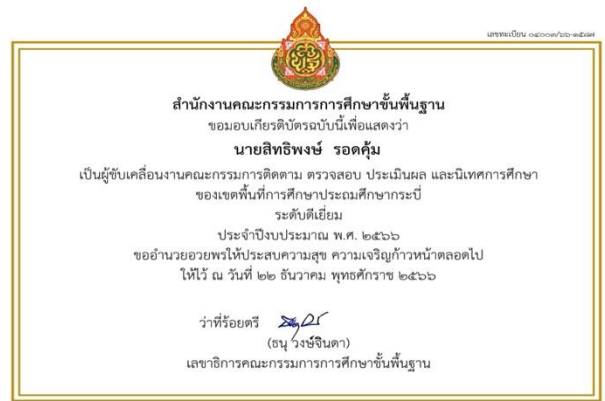 เลขทะเบียน ๐๔๐๐๓/๖๖-๑๕๘๗
สำนักงานคณะกรรมการการศึกษาขั้นพื้นฐาน
ขอมอบเกียรติบัตรฉบับนี้เพื่อแสดงว่า
นายสิทธิพงษ์ รอดคุ้ม
เป็นผู้ขับเคลื่อนงานคณะกรรมการติดตาม ตรวจสอบ ประเมินผล และนิเทศการศึกษา
ของเขตพื้นที่การศึกษาประถมศึกษากระบี่
ระดับดีเยี่ยม
ประจำปีงบประมาณ พ.ศ. ๒๕๖๖
ขออำนวยอวยพรให้ประสบความสุข ความเจริญก้าวหน้าตลอดไป
ให้ไว้ ณ วันที่ ๒๒ ธันวาคม พุทธศักราช ๒๕๖๖
ว่าที่ร้อยตรี
(ธนุ วงษ์จินดา)
เลขาธิการคณะกรรมการการศึกษาขั้นพื้นฐาน